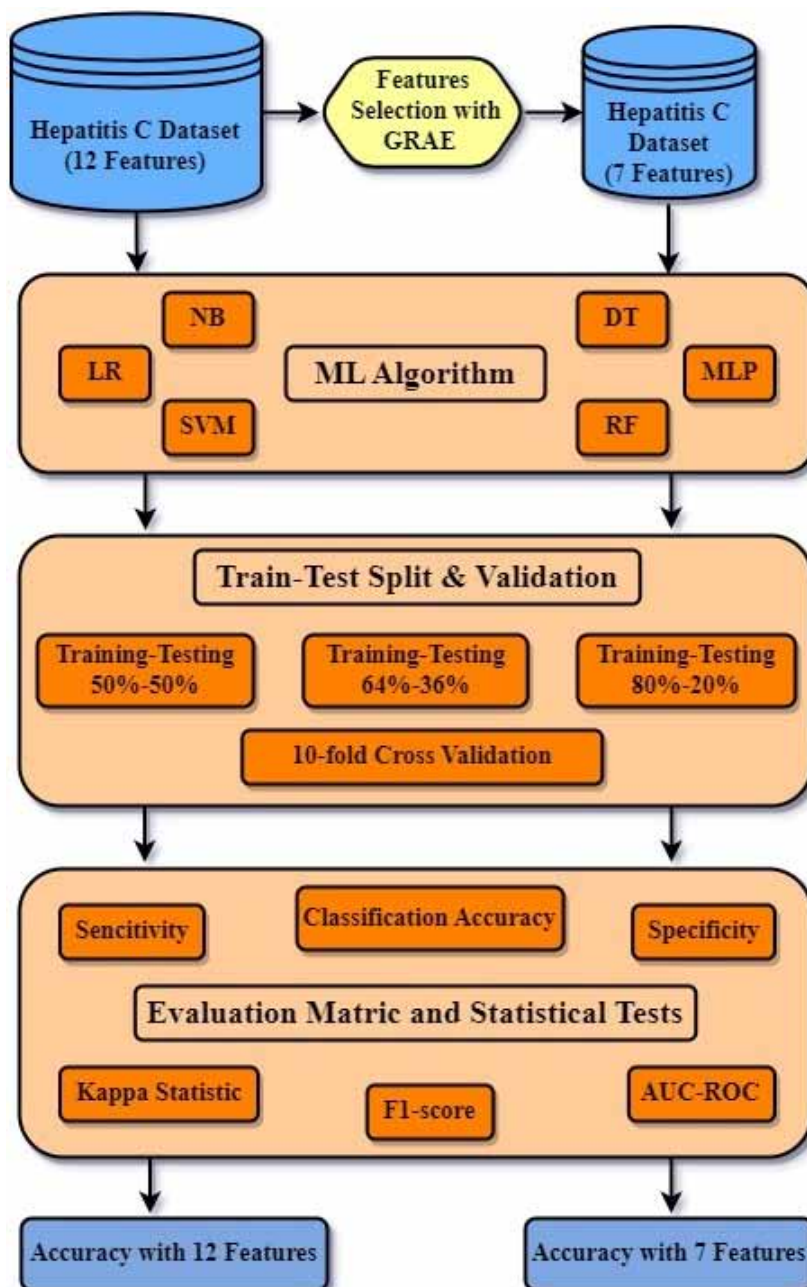 Features
Selection with
GRAE
Hepatitis C Dataset
(12 Features)
Hepatitis C
Dataset
(7 Features)
NB
DT
LR
ML Algorithm
MLP
SVM
RF
Train-Test Split & Validation
Training-Testing
50%-50%
Training-Testing
64%-36%
Training-Testing
80%-20%
10-fold Cross Validation
Sencitivity
Classification Accuracy
Specificity
Evaluation Matric and Statistical Tests
Kappa Statistic
F1-score
AUC-ROC
Accuracy with 12 Features
Accuracy with 7 Features